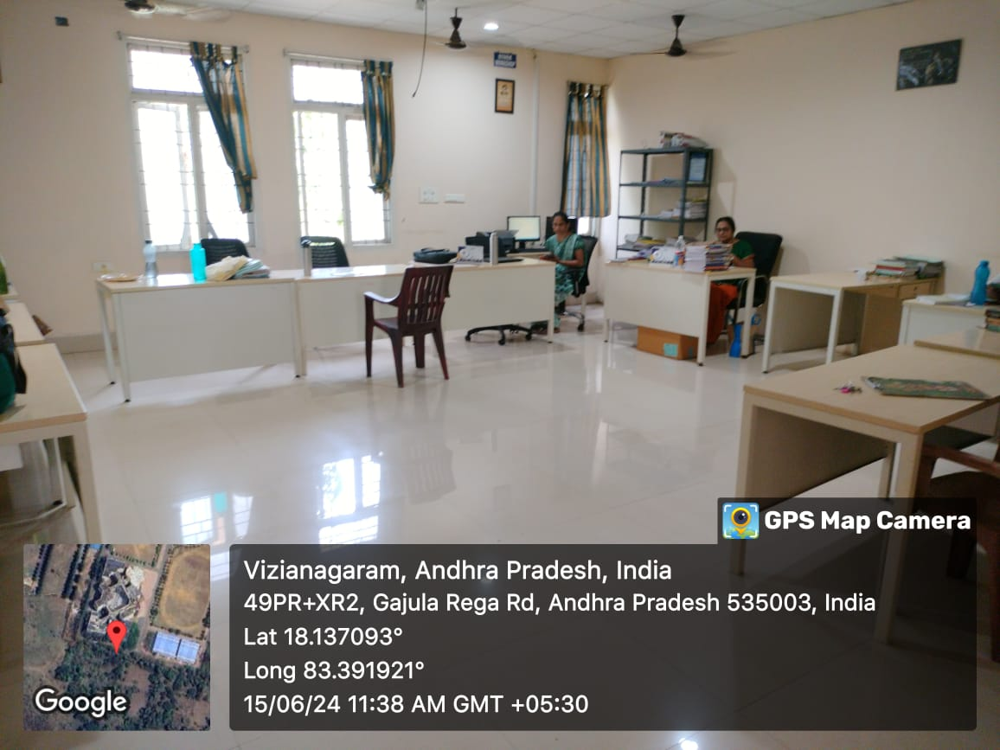 GPS Map Camera
Vizianagaram, Andhra Pradesh, India
49PR+XR2, Gajula Rega Rd, Andhra Pradesh 535003, India
Lat 18.137093°
Long 83.391921°
15/06/24 11:38 AM GMT +05:30
Google